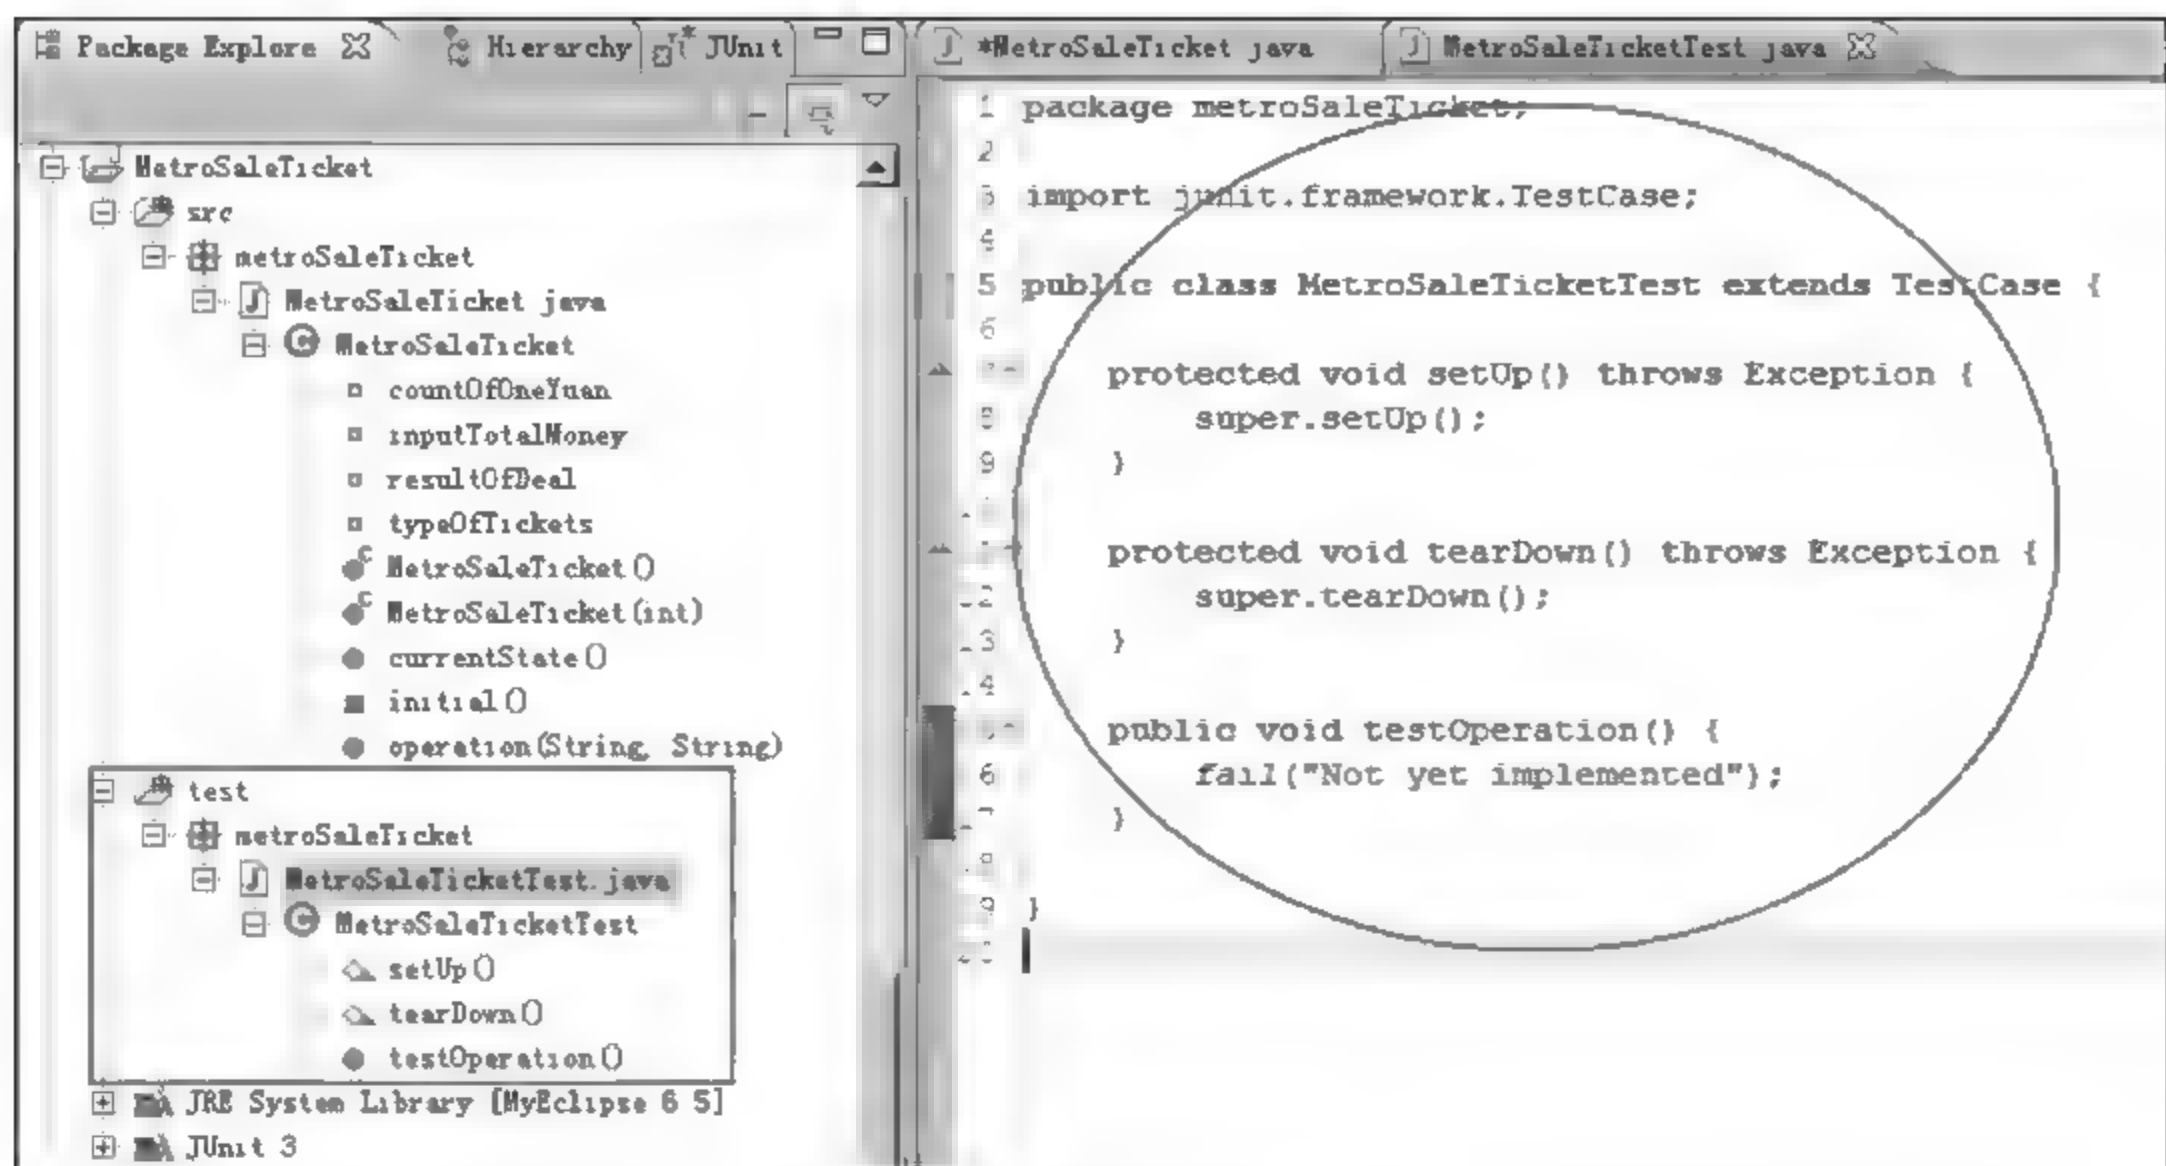 Package Explore
Hierarchy
JUnit
MetroSaleTicket
src
metroSaleTicket
MetroSaleTicket java
MetroSaleTicket
countOfOneYuan
inputTotalMoney
resultOfDeal
typeOfTickets
MetroSaleTicket()
MetroSaleTicket(int)
currentState()
initial()
operation(String, String)
test
metroSaleTicket
MetroSaleTicketTest.java
MetroSaleTicketTest
setUp()
tearDown()
testOperation()
JRE System Library [MyEclipse 6 5]
JUnit 3
*MetroSaleTicket java
MetroSaleTicketTest java
1 package metroSaleTicket;
2
3 import junit.framework.TestCase;
4
5 public class MetroSaleTicketTest extends TestCase {
6
7 protected void setUp() throws Exception {
8 super.setUp();
9 }
protected void tearDown() throws Exception {
super.tearDown();
}
public void testOperation() {
fail("Not yet implemented");
}
}